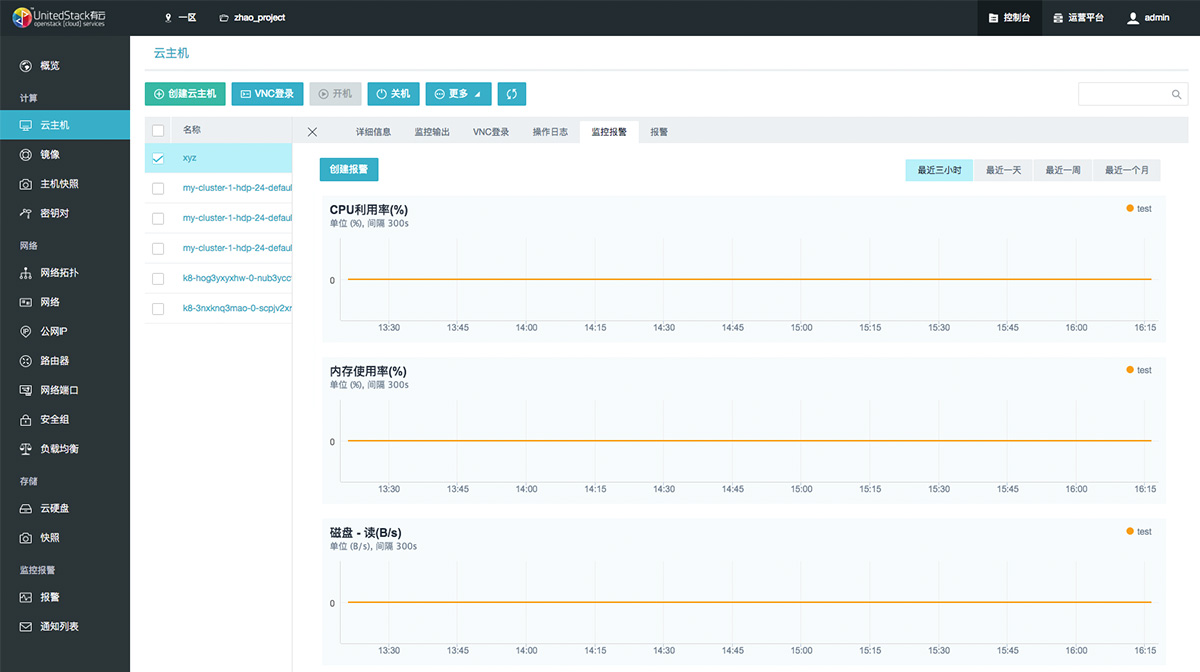 UnitedStack有云
openstack [cloud] services
一区
zhao_project
控制台
运营平台
admin
概览
计算
云主机
镜像
主机快照
密钥对
网络
网络拓扑
网络
公网IP
路由器
网络端口
安全组
负载均衡
存储
云硬盘
快照
监控报警
报警
通知列表
云主机
创建云主机
VNC登录
开机
关机
更多
名称
xyz
my-cluster-1-hdp-24-defaul
my-cluster-1-hdp-24-defaul
my-cluster-1-hdp-24-defaul
k8-hog3yxyxhw-0-nub3ycc
k8-3nxknq3mao-0-scpjv2xr
详细信息
监控输出
VNC登录
操作日志
监控报警
报警
创建报警
最近三小时
最近一天
最近一周
最近一个月
CPU利用率(%)
单位 (%), 间隔 300s
test
0
13:30 13:45 14:00 14:15 14:30 14:45 15:00 15:15 15:30 15:45 16:00 16:15
内存使用率(%)
单位 (%), 间隔 300s
test
0
13:30 13:45 14:00 14:15 14:30 14:45 15:00 15:15 15:30 15:45 16:00 16:15
磁盘 - 读(B/s)
单位 (B/s), 间隔 300s
test
0
13:30 13:45 14:00 14:15 14:30 14:45 15:00 15:15 15:30 15:45 16:00 16:15